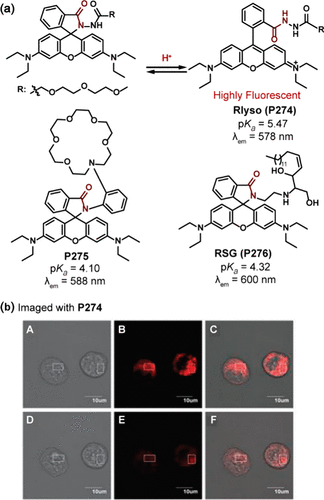 (a)
O
N–NH
O
R
N
O
N
R:
O
O
O
H⁺
O
H
N
N
H
O
R
N
O
N⁺
Highly Fluorescent
Rlyso (P274)
pKa = 5.47
λem = 578 nm
O
O
O
O
O
N
O
N
N
O
N
P275
pKa = 4.10
λem = 588 nm
( )11
OH
O
N
HN
OH
N
O
N
RSG (P276)
pKa = 4.32
λem = 600 nm
(b) Imaged with P274
A
B
C
10um
10um
10um
D
E
F
10um
10um
10um